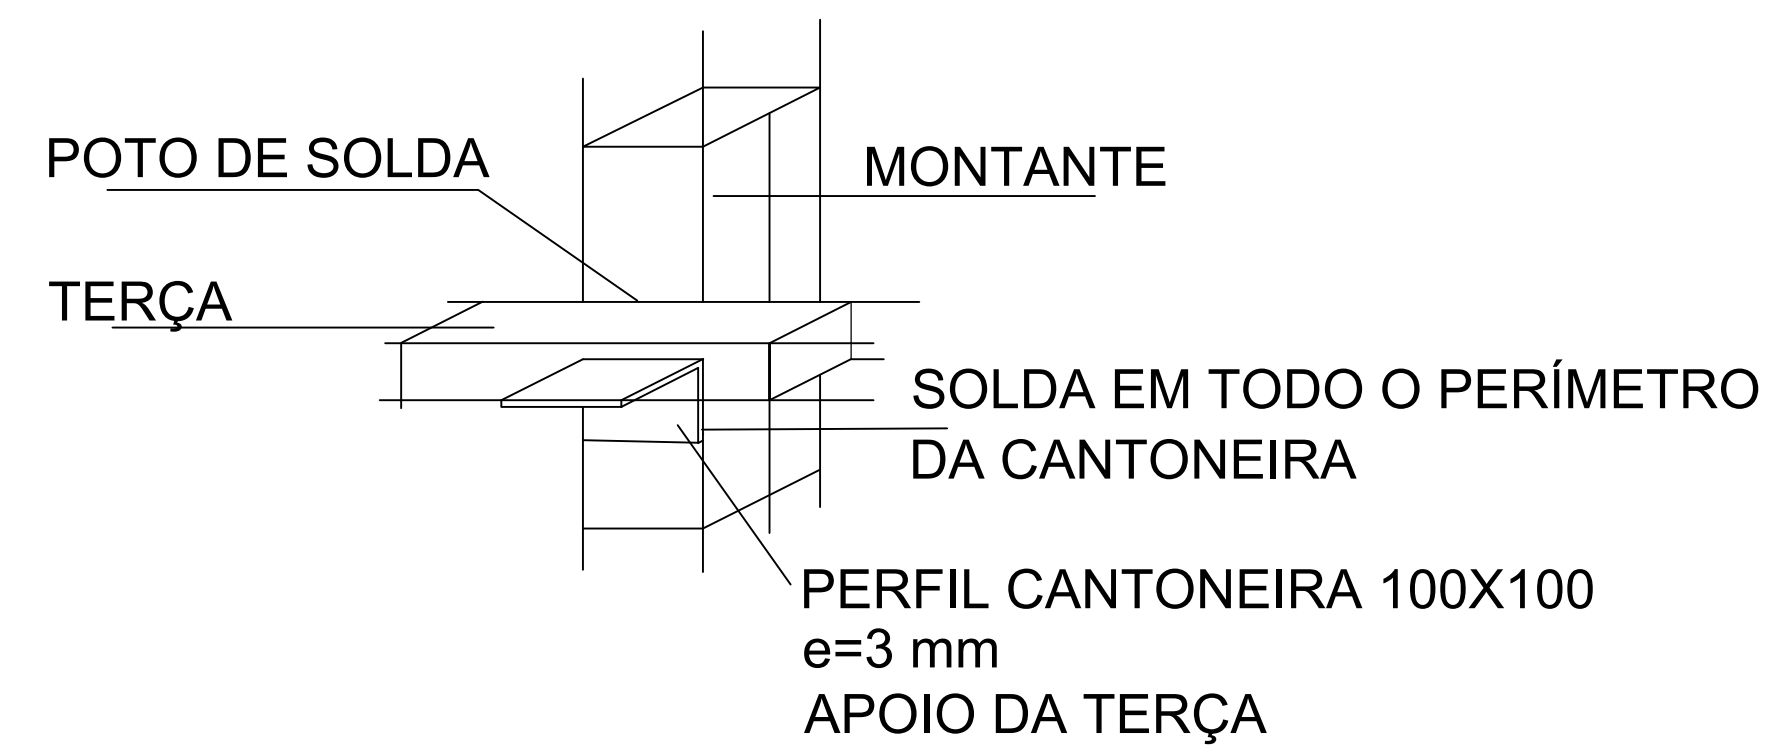 POTO DE SOLDA
MONTANTE
TERÇA
SOLDA EM TODO O PERÍMETRO
DA CANTONEIRA
PERFIL CANTONEIRA 100X100
e=3 mm
APOIO DA TERÇA